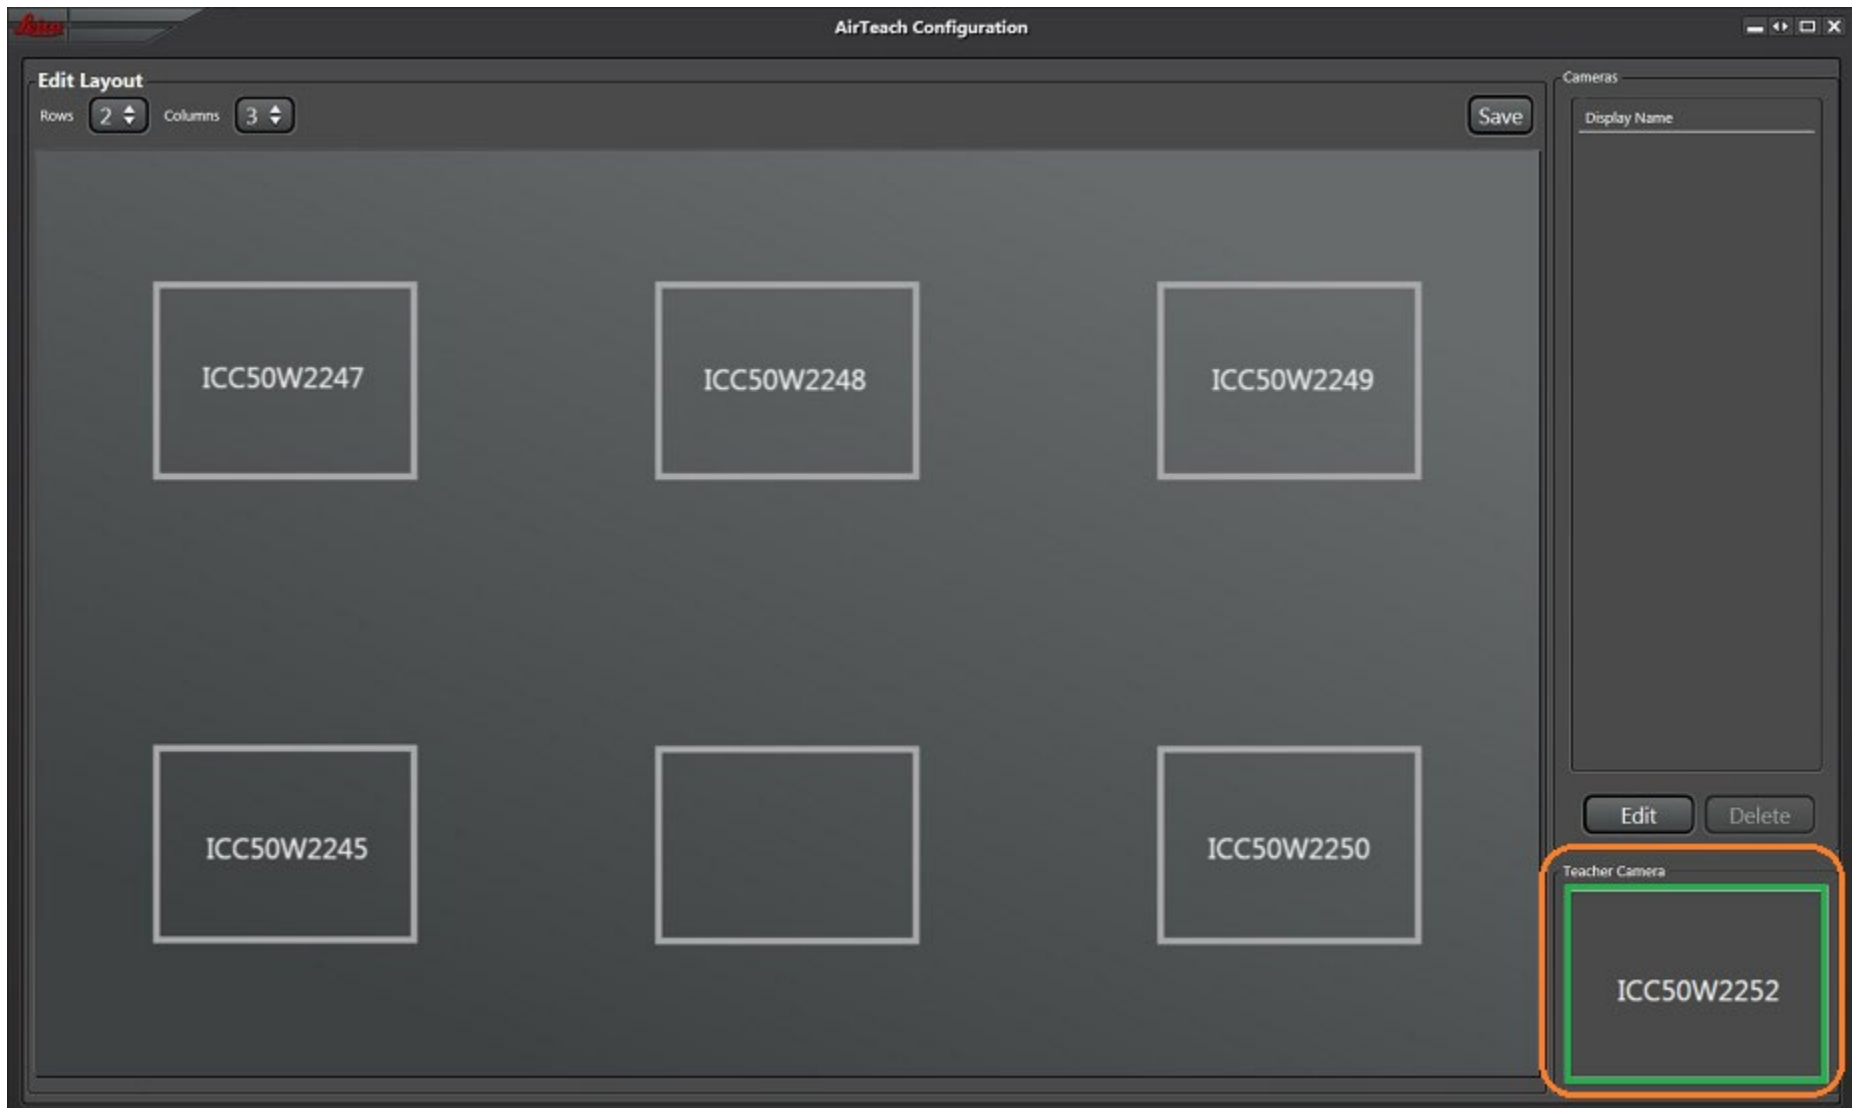 Leica
AirTeach Configuration
Edit Layout
Rows 2 Columns 3
Save
ICC50W2247
ICC50W2248
ICC50W2249
ICC50W2245
ICC50W2250
Cameras
Display Name
Edit
Delete
Teacher Camera
ICC50W2252